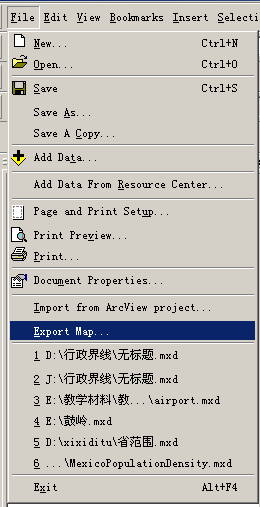 File Edit View Bookmarks Insert Selecti
New... Ctrl+N
Open... Ctrl+O
Save Ctrl+S
Save As...
Save A Copy...
Add Data...
Add Data From Resource Center...
Page and Print Setup...
Print Preview...
Print...
Document Properties...
Import from ArcView project...
Export Map...
1 D:\行政界线\无标题.mxd
2 J:\行政界线\无标题.mxd
3 E:\教学材料\教...\airport.mxd
4 E:\鼓岭.mxd
5 D:\xixiditu\省范围.mxd
6 ...\MexicoPopulationDensity.mxd
Exit Alt+F4